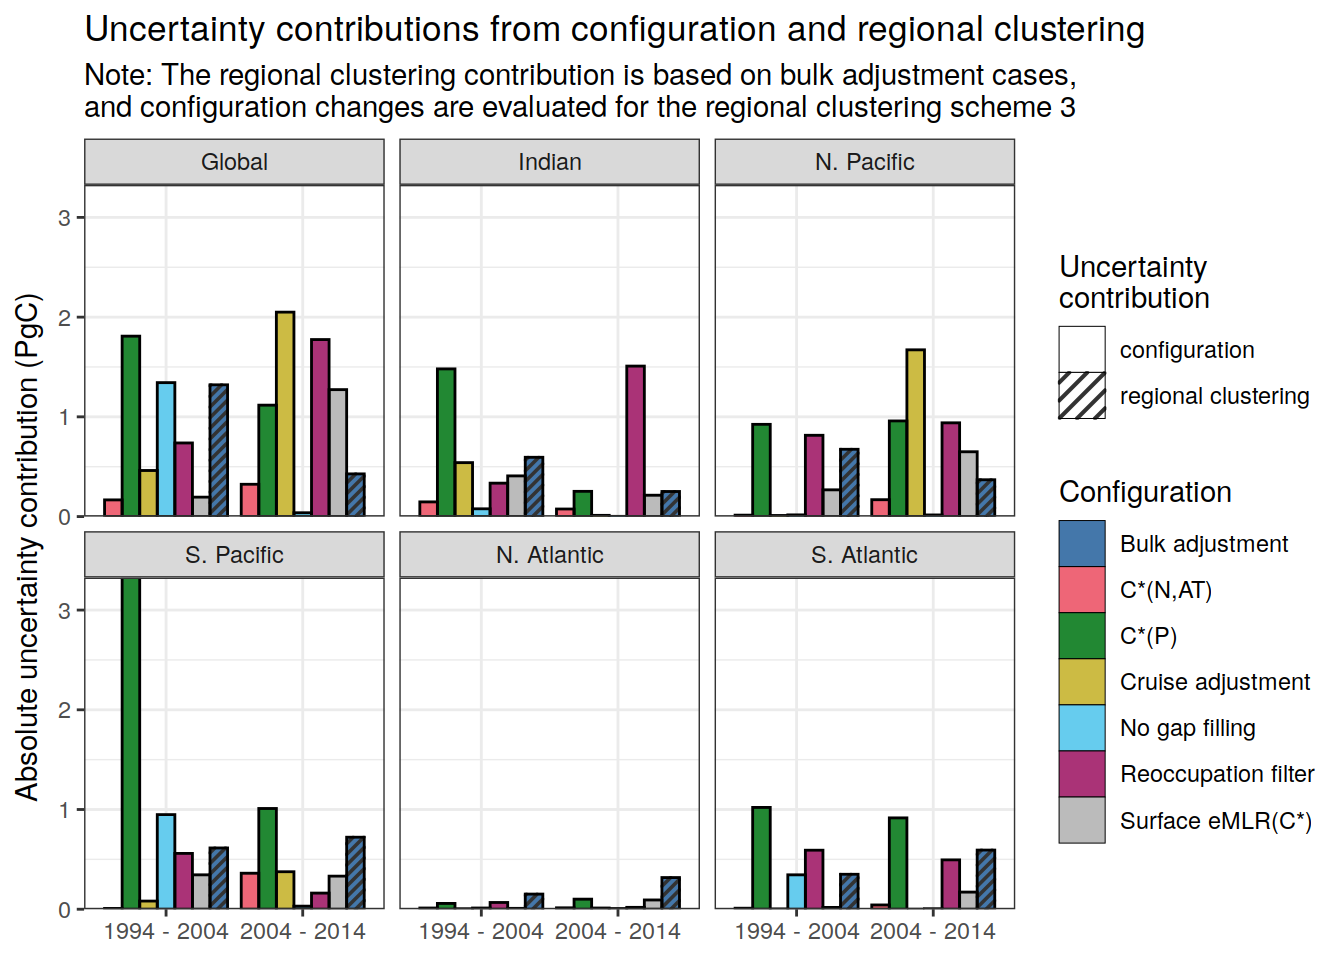 Uncertainty contributions from configuration and regional clustering
Note: The regional clustering contribution is based on bulk adjustment cases,
and configuration changes are evaluated for the regional clustering scheme 3
Absolute uncertainty contribution (PgC)
Global
Indian
N. Pacific
3
2
1
0
S. Pacific
N. Atlantic
S. Atlantic
3
2
1
0
1994 - 2004
2004 - 2014
1994 - 2004
2004 - 2014
1994 - 2004
2004 - 2014
Uncertainty
contribution
configuration
regional clustering
Configuration
Bulk adjustment
C*(N,AT)
C*(P)
Cruise adjustment
No gap filling
Reoccupation filter
Surface eMLR(C*)